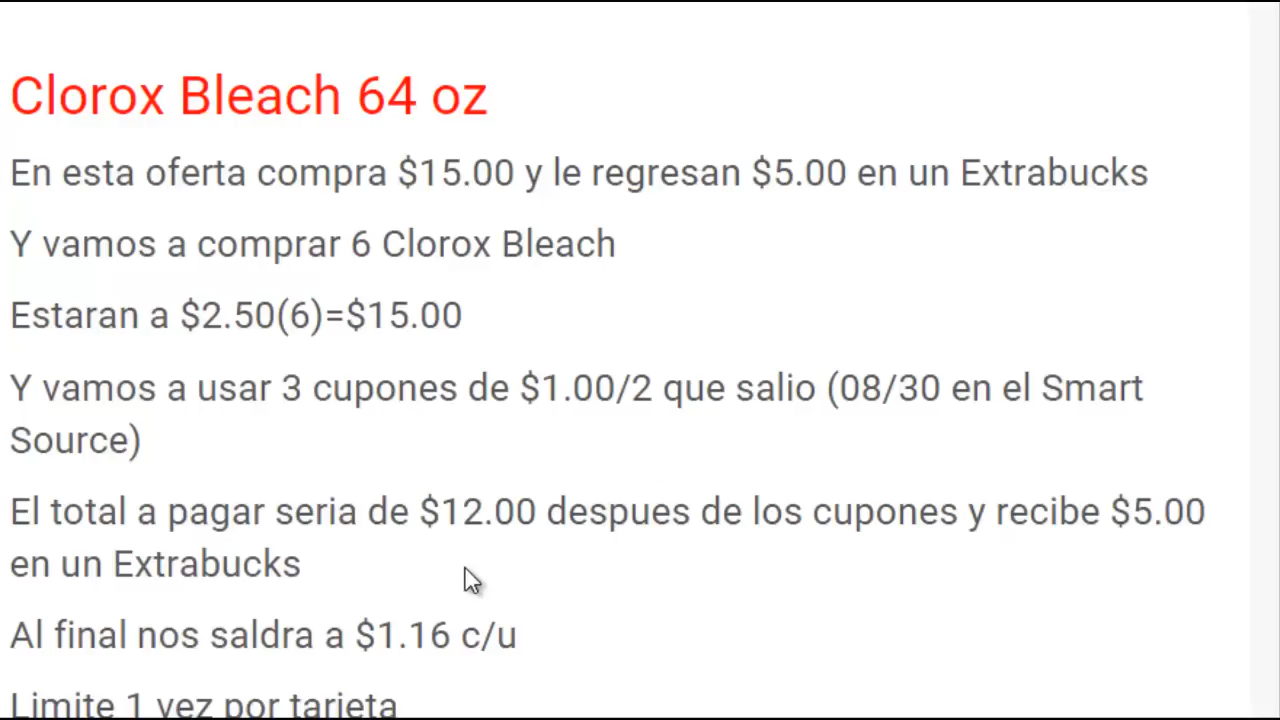 Clorox Bleach 64 oz
En esta oferta compra $15.00 y le regresan $5.00 en un Extrabucks
Y vamos a comprar 6 Clorox Bleach
Estaran a $2.50(6)=$15.00
Y vamos a usar 3 cupones de $1.00/2 que salio (08/30 en el Smart
Source)
El total a pagar seria de $12.00 despues de los cupones y recibe $5.00
en un Extrabucks
Al final nos saldra a $1.16 c/u
Limite 1 vez por tarjeta